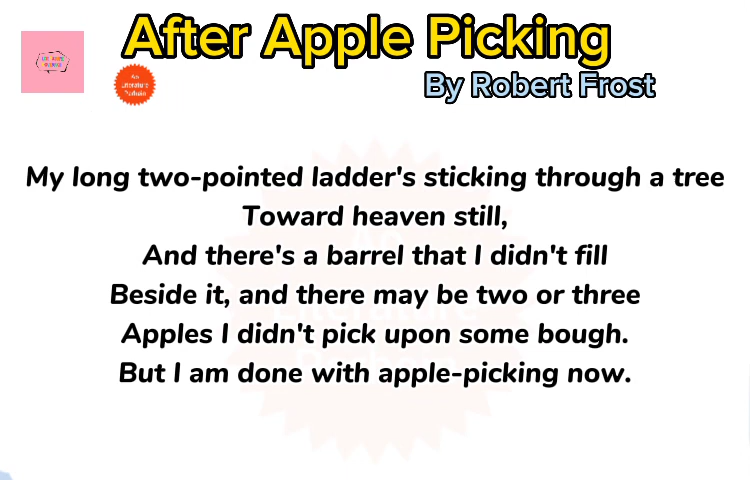 After Apple Picking
By Robert Frost
An
Literature
My long two-pointed ladder's sticking through a tree
Toward heaven still,
And there's a barrel that I didn't fill
Beside it, and there may be two or three
Apples I didn't pick upon some bough.
But I am done with apple-picking now.